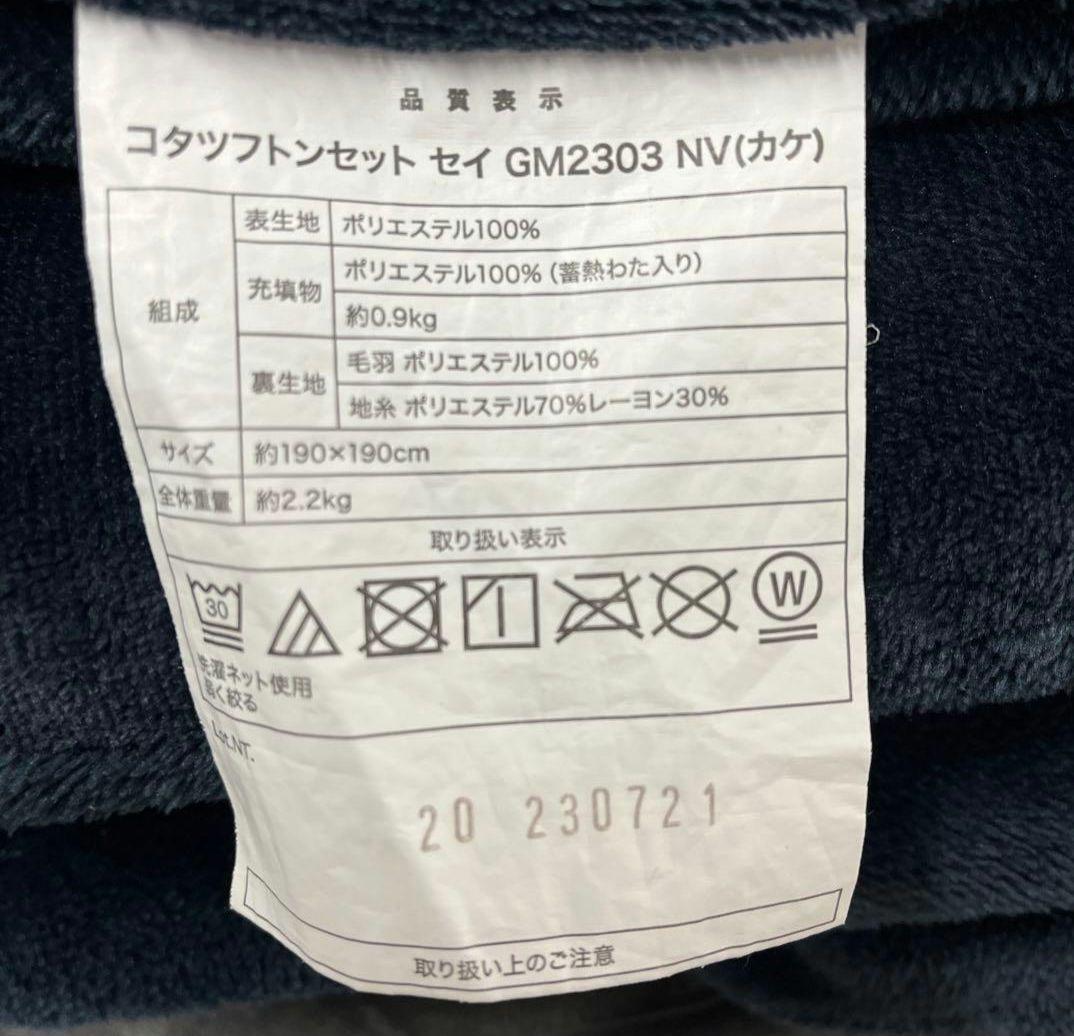 品質表示
コタツフトンセット セイ GM2303 NV(カケ)
組成
表生地 ポリエステル100%
充填物 ポリエステル100%（蓄熱わた入り）
約0.9kg
裏生地 毛羽 ポリエステル100%
地糸 ポリエステル70%レーヨン30%
サイズ 約190×190cm
全体重量 約2.2kg
取り扱い表示
30
W
洗濯ネット使用
弱く絞る
Lot.NT.
20 230721
取り扱い上のご注意